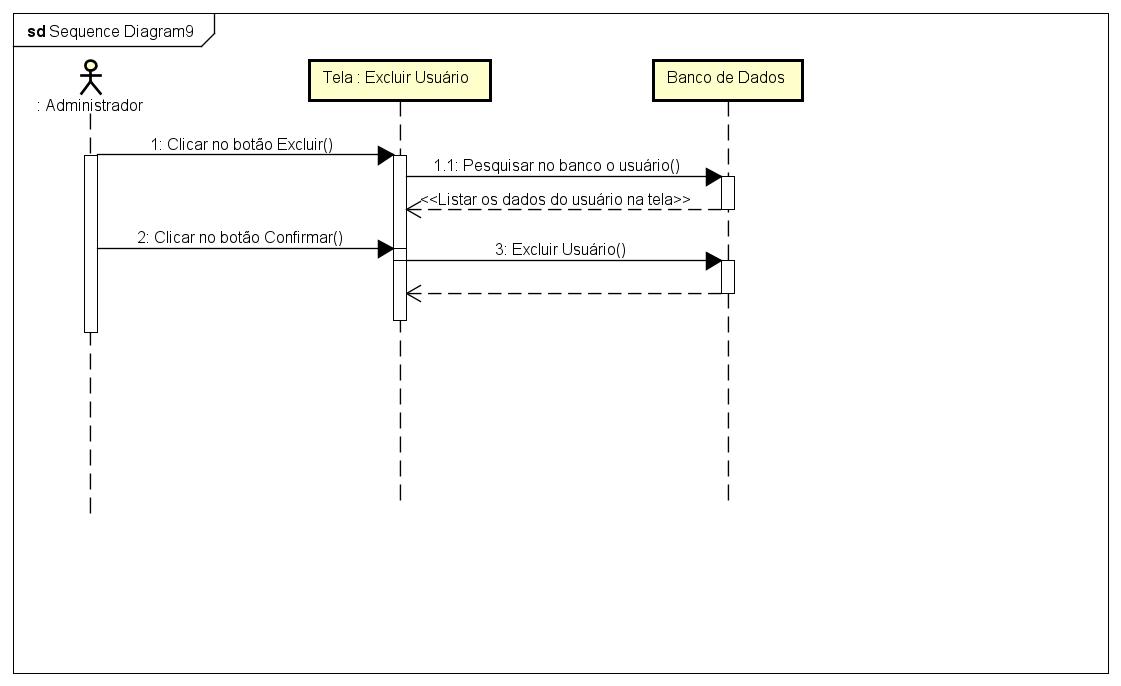 sd Sequence Diagram9
: Administrador
Tela : Excluir Usuário
Banco de Dados
1: Clicar no botão Excluir()
1.1: Pesquisar no banco o usuário()
<<Listar os dados do usuário na tela>>
2: Clicar no botão Confirmar()
3: Excluir Usuário()